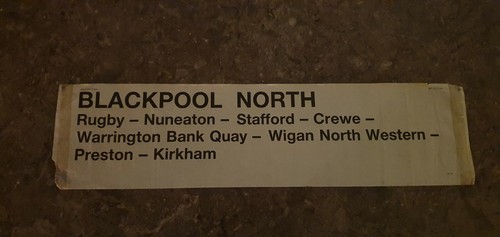 BLACKPOOL NORTH
Rugby – Nuneaton – Stafford – Crewe –
Warrington Bank Quay – Wigan North Western –
Preston – Kirkham